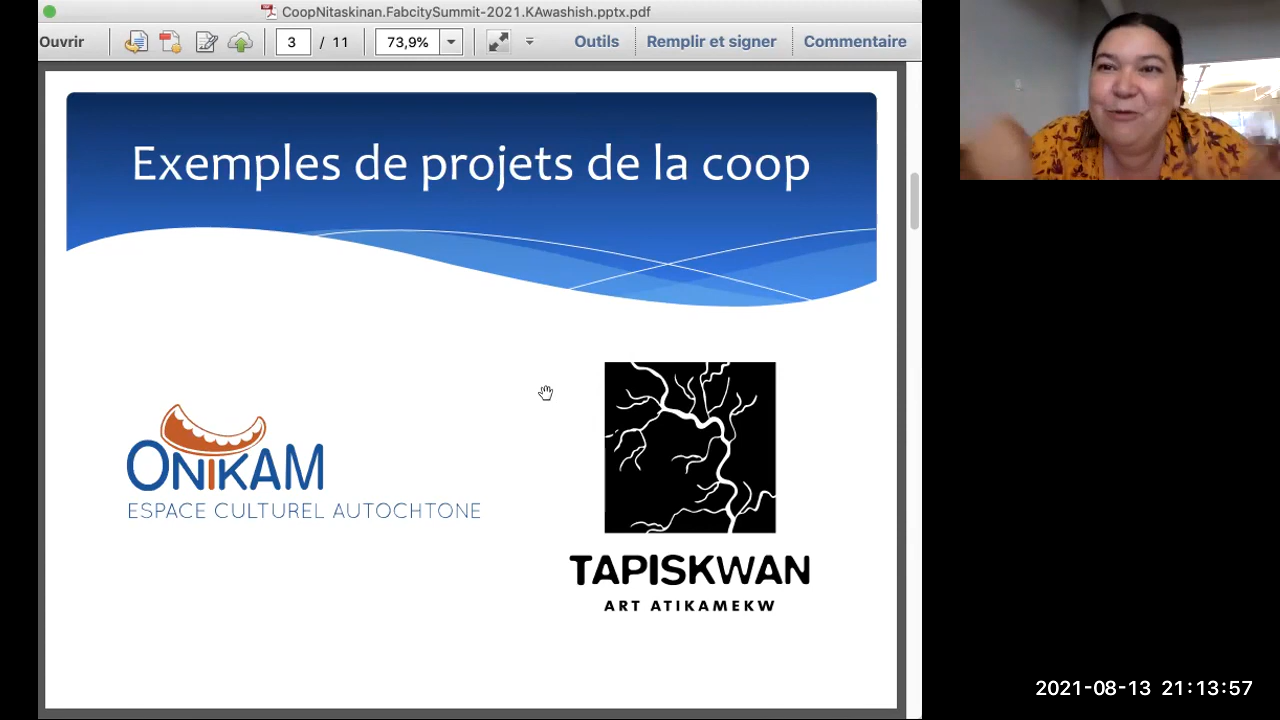 CoopNitaskinan.FabcitySummit-2021.KAwashish.pptx.pdf
Ouvrir 3 / 11 73,9% Outils Remplir et signer Commentaire
Exemples de projets de la coop
ONIKAM
ESPACE CULTUREL AUTOCHTONE
TAPISKWAN
ART ATIKAMEKW
2021-08-13 21:13:57